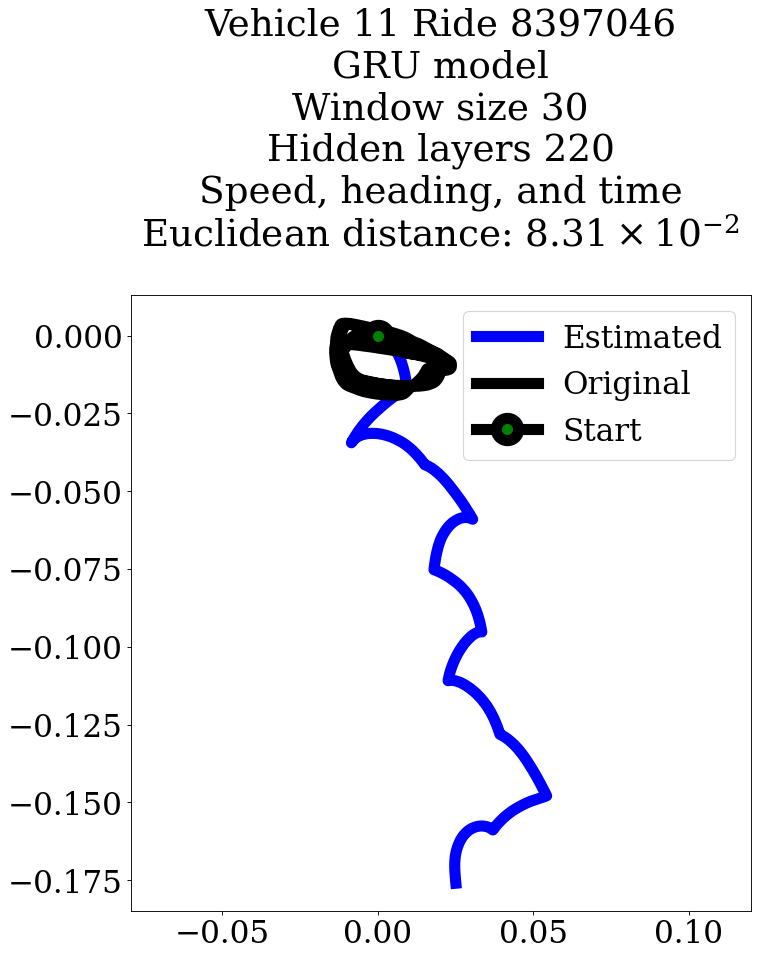 Vehicle 11 Ride 8397046
GRU model
Window size 30
Hidden layers 220
Speed, heading, and time
Euclidean distance: 8.31 × 10⁻²
Estimated
Original
Start
0.000
−0.025
−0.050
−0.075
−0.100
−0.125
−0.150
−0.175
−0.05 0.00 0.05 0.10